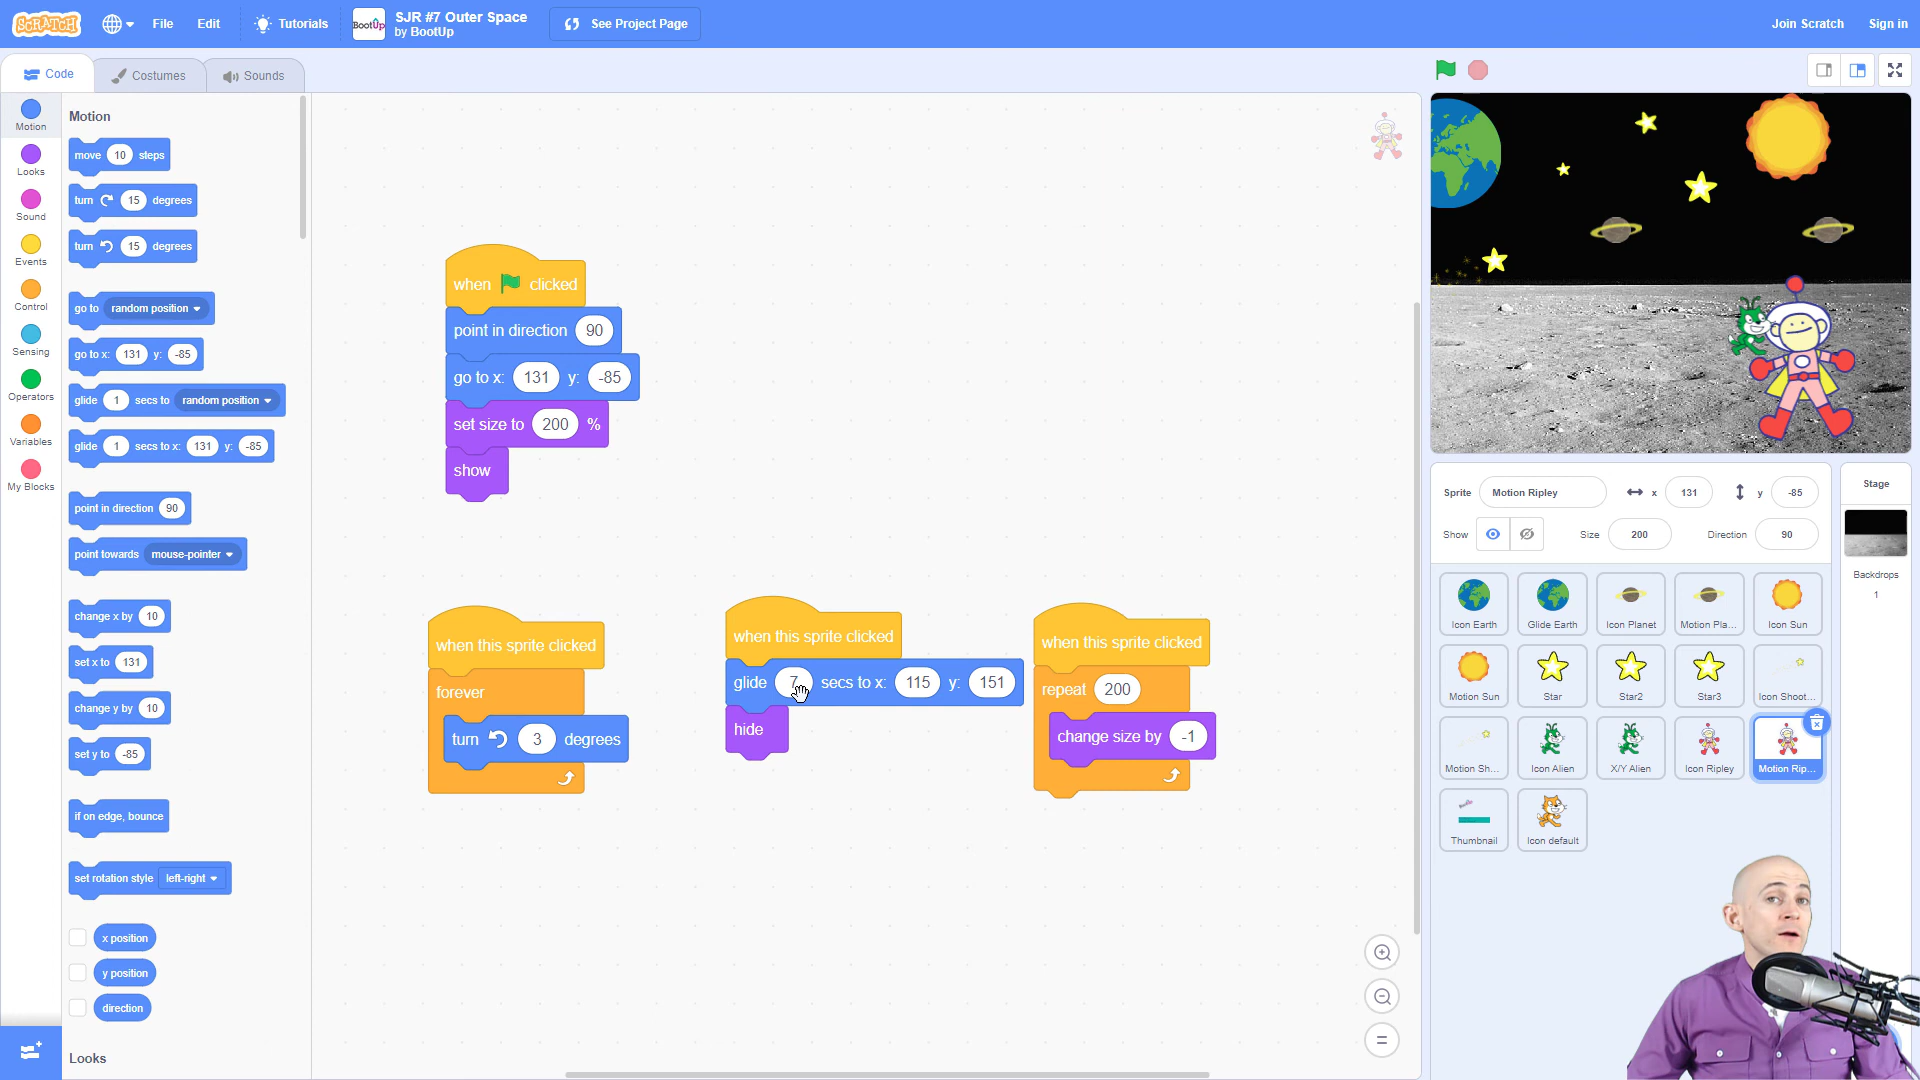 SCRATCH
File
Edit
Tutorials
BootUp
SJR #7 Outer Space
by BootUp
See Project Page
Join Scratch
Sign in
Code
Costumes
Sounds
Motion
Looks
Sound
Events
Control
Sensing
Operators
Variables
My Blocks
Motion
move 10 steps
turn 15 degrees
turn 15 degrees
go to random position
go to x: 131 y: -85
glide 1 secs to random position
glide 1 secs to x: 131 y: -85
point in direction 90
point towards mouse-pointer
change x by 10
set x to 131
change y by 10
set y to -85
if on edge, bounce
set rotation style left-right
x position
y position
direction
Looks
when clicked
point in direction 90
go to x: 131 y: -85
set size to 200 %
show
when this sprite clicked
forever
turn 3 degrees
when this sprite clicked
glide 7 secs to x: 115 y: 151
hide
when this sprite clicked
repeat 200
change size by -1
Sprite Motion Ripley x 131 y -85
Show Size 200 Direction 90
Icon Earth
Glide Earth
Icon Planet
Motion Pla...
Icon Sun
Motion Sun
Star
Star2
Star3
Icon Shoot...
Motion Sh...
Icon Alien
X/Y Alien
Icon Ripley
Motion Rip...
Thumbnail
Icon default
Stage
Backdrops
1